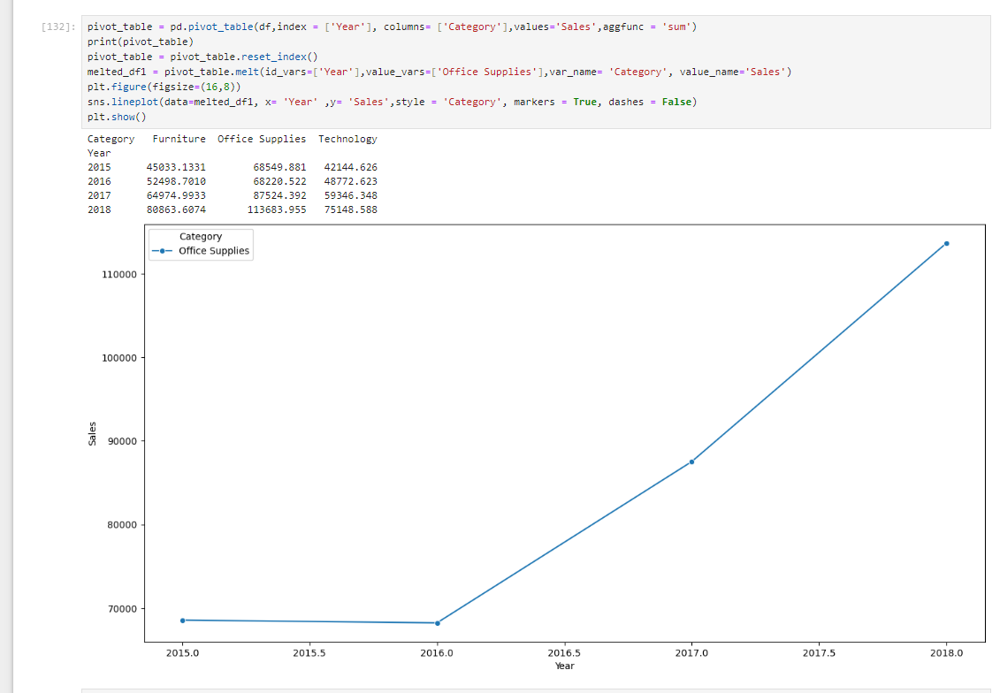 [132]: pivot_table = pd.pivot_table(df,index = ['Year'], columns= ['Category'],values='Sales',aggfunc = 'sum')
print(pivot_table)
pivot_table = pivot_table.reset_index()
melted_df1 = pivot_table.melt(id_vars=['Year'],value_vars=['Office Supplies'],var_name= 'Category', value_name='Sales')
plt.figure(figsize=(16,8))
sns.lineplot(data=melted_df1, x= 'Year' ,y= 'Sales',style = 'Category', markers = True, dashes = False)
plt.show()
Category Furniture Office Supplies Technology
Year
2015 45033.1331 68549.881 42144.626
2016 52498.7010 68220.522 48772.623
2017 64974.9933 87524.392 59346.348
2018 80863.6074 113683.955 75148.588
Category
Office Supplies
110000
100000
90000
80000
70000
Sales
2015.0 2015.5 2016.0 2016.5 2017.0 2017.5 2018.0
Year